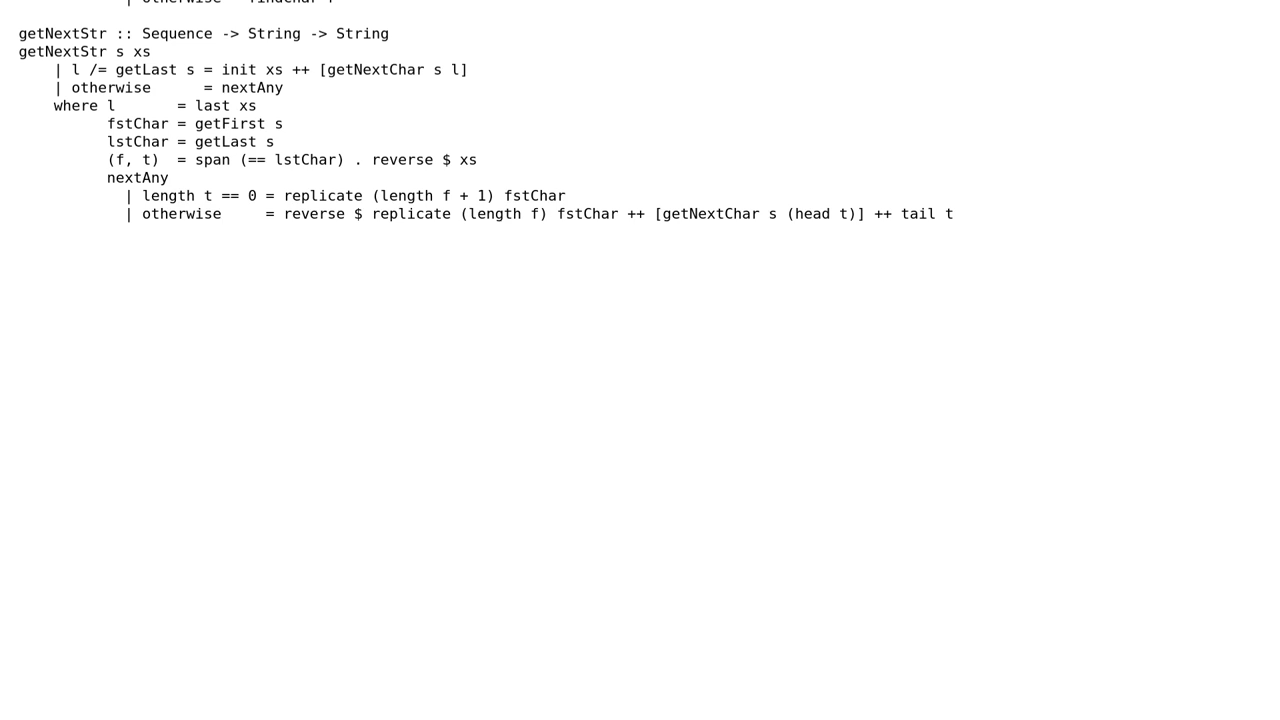 | otherwise = findChar r
getNextStr :: Sequence -> String -> String
getNextStr s xs
    | l /= getLast s = init xs ++ [getNextChar s l]
    | otherwise      = nextAny
    where l       = last xs
          fstChar = getFirst s
          lstChar = getLast s
          (f, t)  = span (== lstChar) . reverse $ xs
          nextAny
            | length t == 0 = replicate (length f + 1) fstChar
            | otherwise     = reverse $ replicate (length f) fstChar ++ [getNextChar s (head t)] ++ tail t